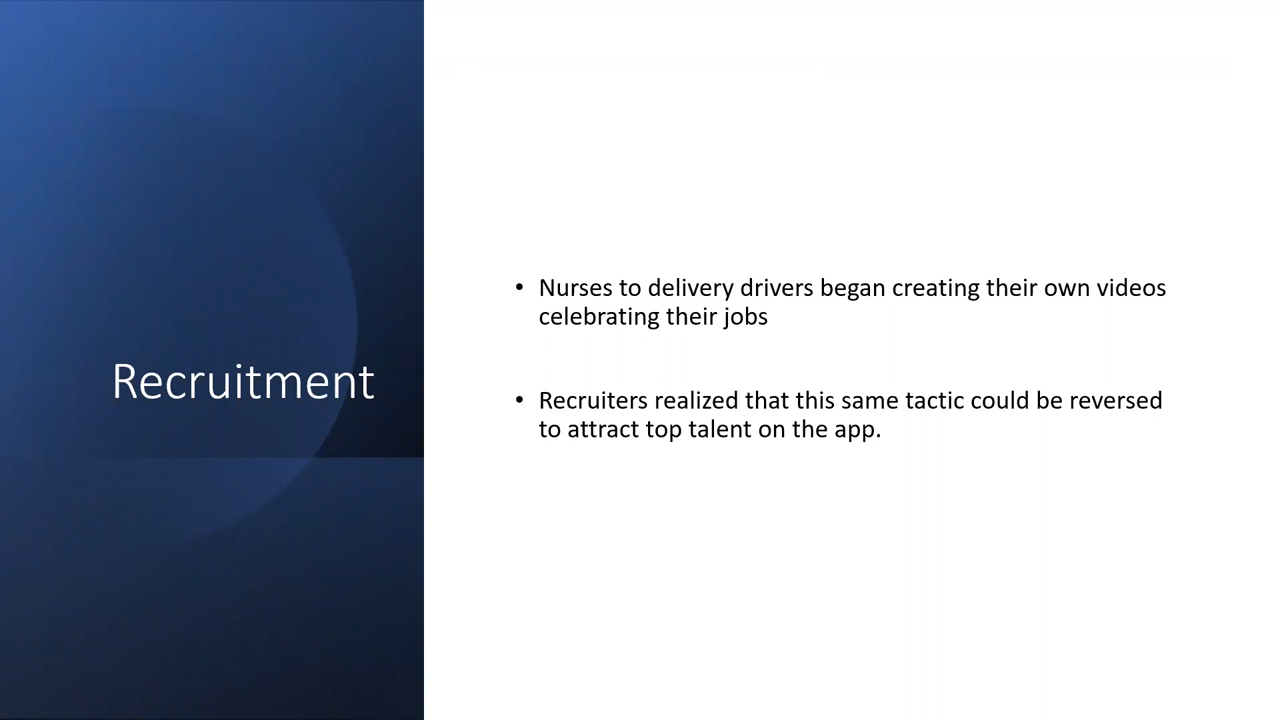 Recruitment
• Nurses to delivery drivers began creating their own videos
celebrating their jobs
• Recruiters realized that this same tactic could be reversed
to attract top talent on the app.